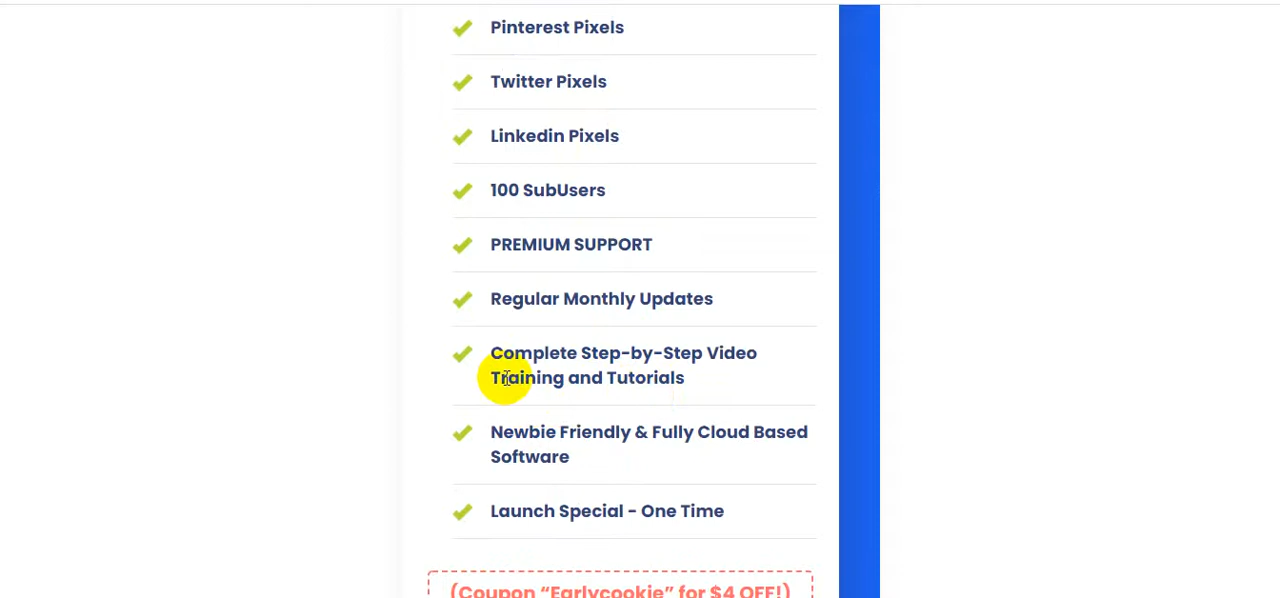 Pinterest Pixels
Twitter Pixels
Linkedin Pixels
100 SubUsers
PREMIUM SUPPORT
Regular Monthly Updates
Complete Step-by-Step Video
Training and Tutorials
Newbie Friendly & Fully Cloud Based
Software
Launch Special - One Time
(Coupon “Earlycookie” for $4 OFF!)